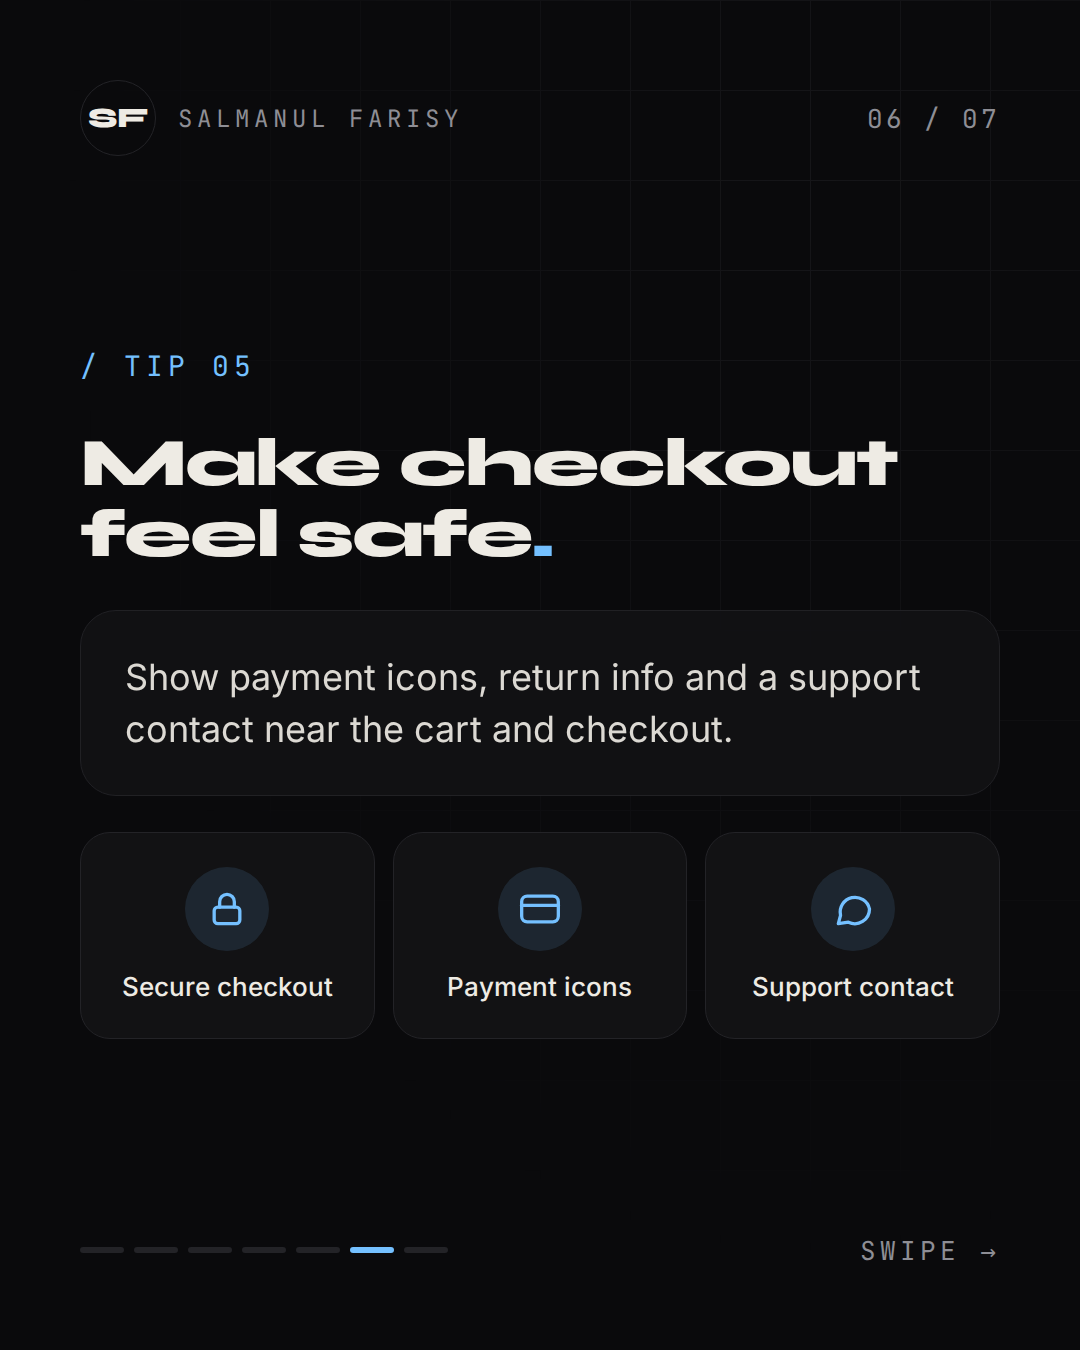 SF
SALMANUL FARISY
06 / 07
/ TIP 05
Make checkout
feel safe.
Show payment icons, return info and a support
contact near the cart and checkout.
Secure checkout
Payment icons
Support contact
SWIPE →